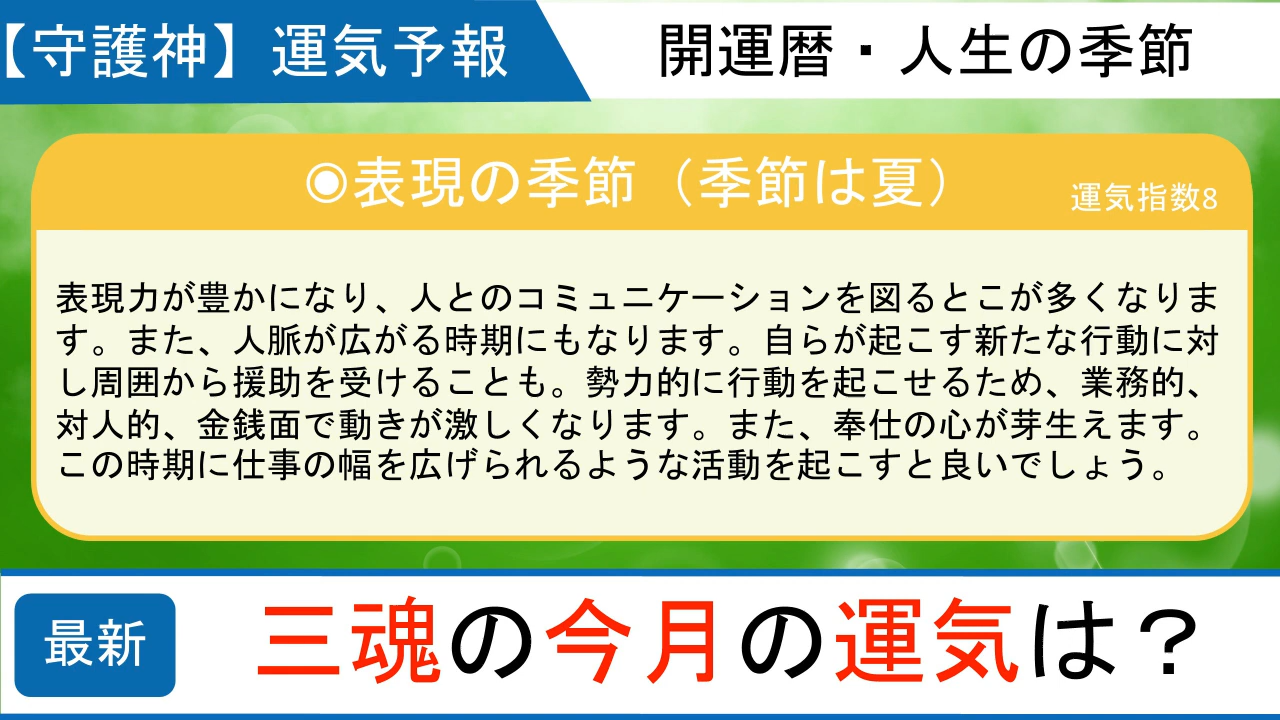 【守護神】運気予報
開運暦・人生の季節
◉表現の季節（季節は夏）
運気指数8
表現力が豊かになり、人とのコミュニケーションを図るとこが多くなりま
す。また、人脈が広がる時期にもなります。自らが起こす新たな行動に対
し周囲から援助を受けることも。勢力的に行動を起こせるため、業務的、
対人的、金銭面で動きが激しくなります。また、奉仕の心が芽生えます。
この時期に仕事の幅を広げられるような活動を起こすと良いでしょう。
最新
三魂の今月の運気は？